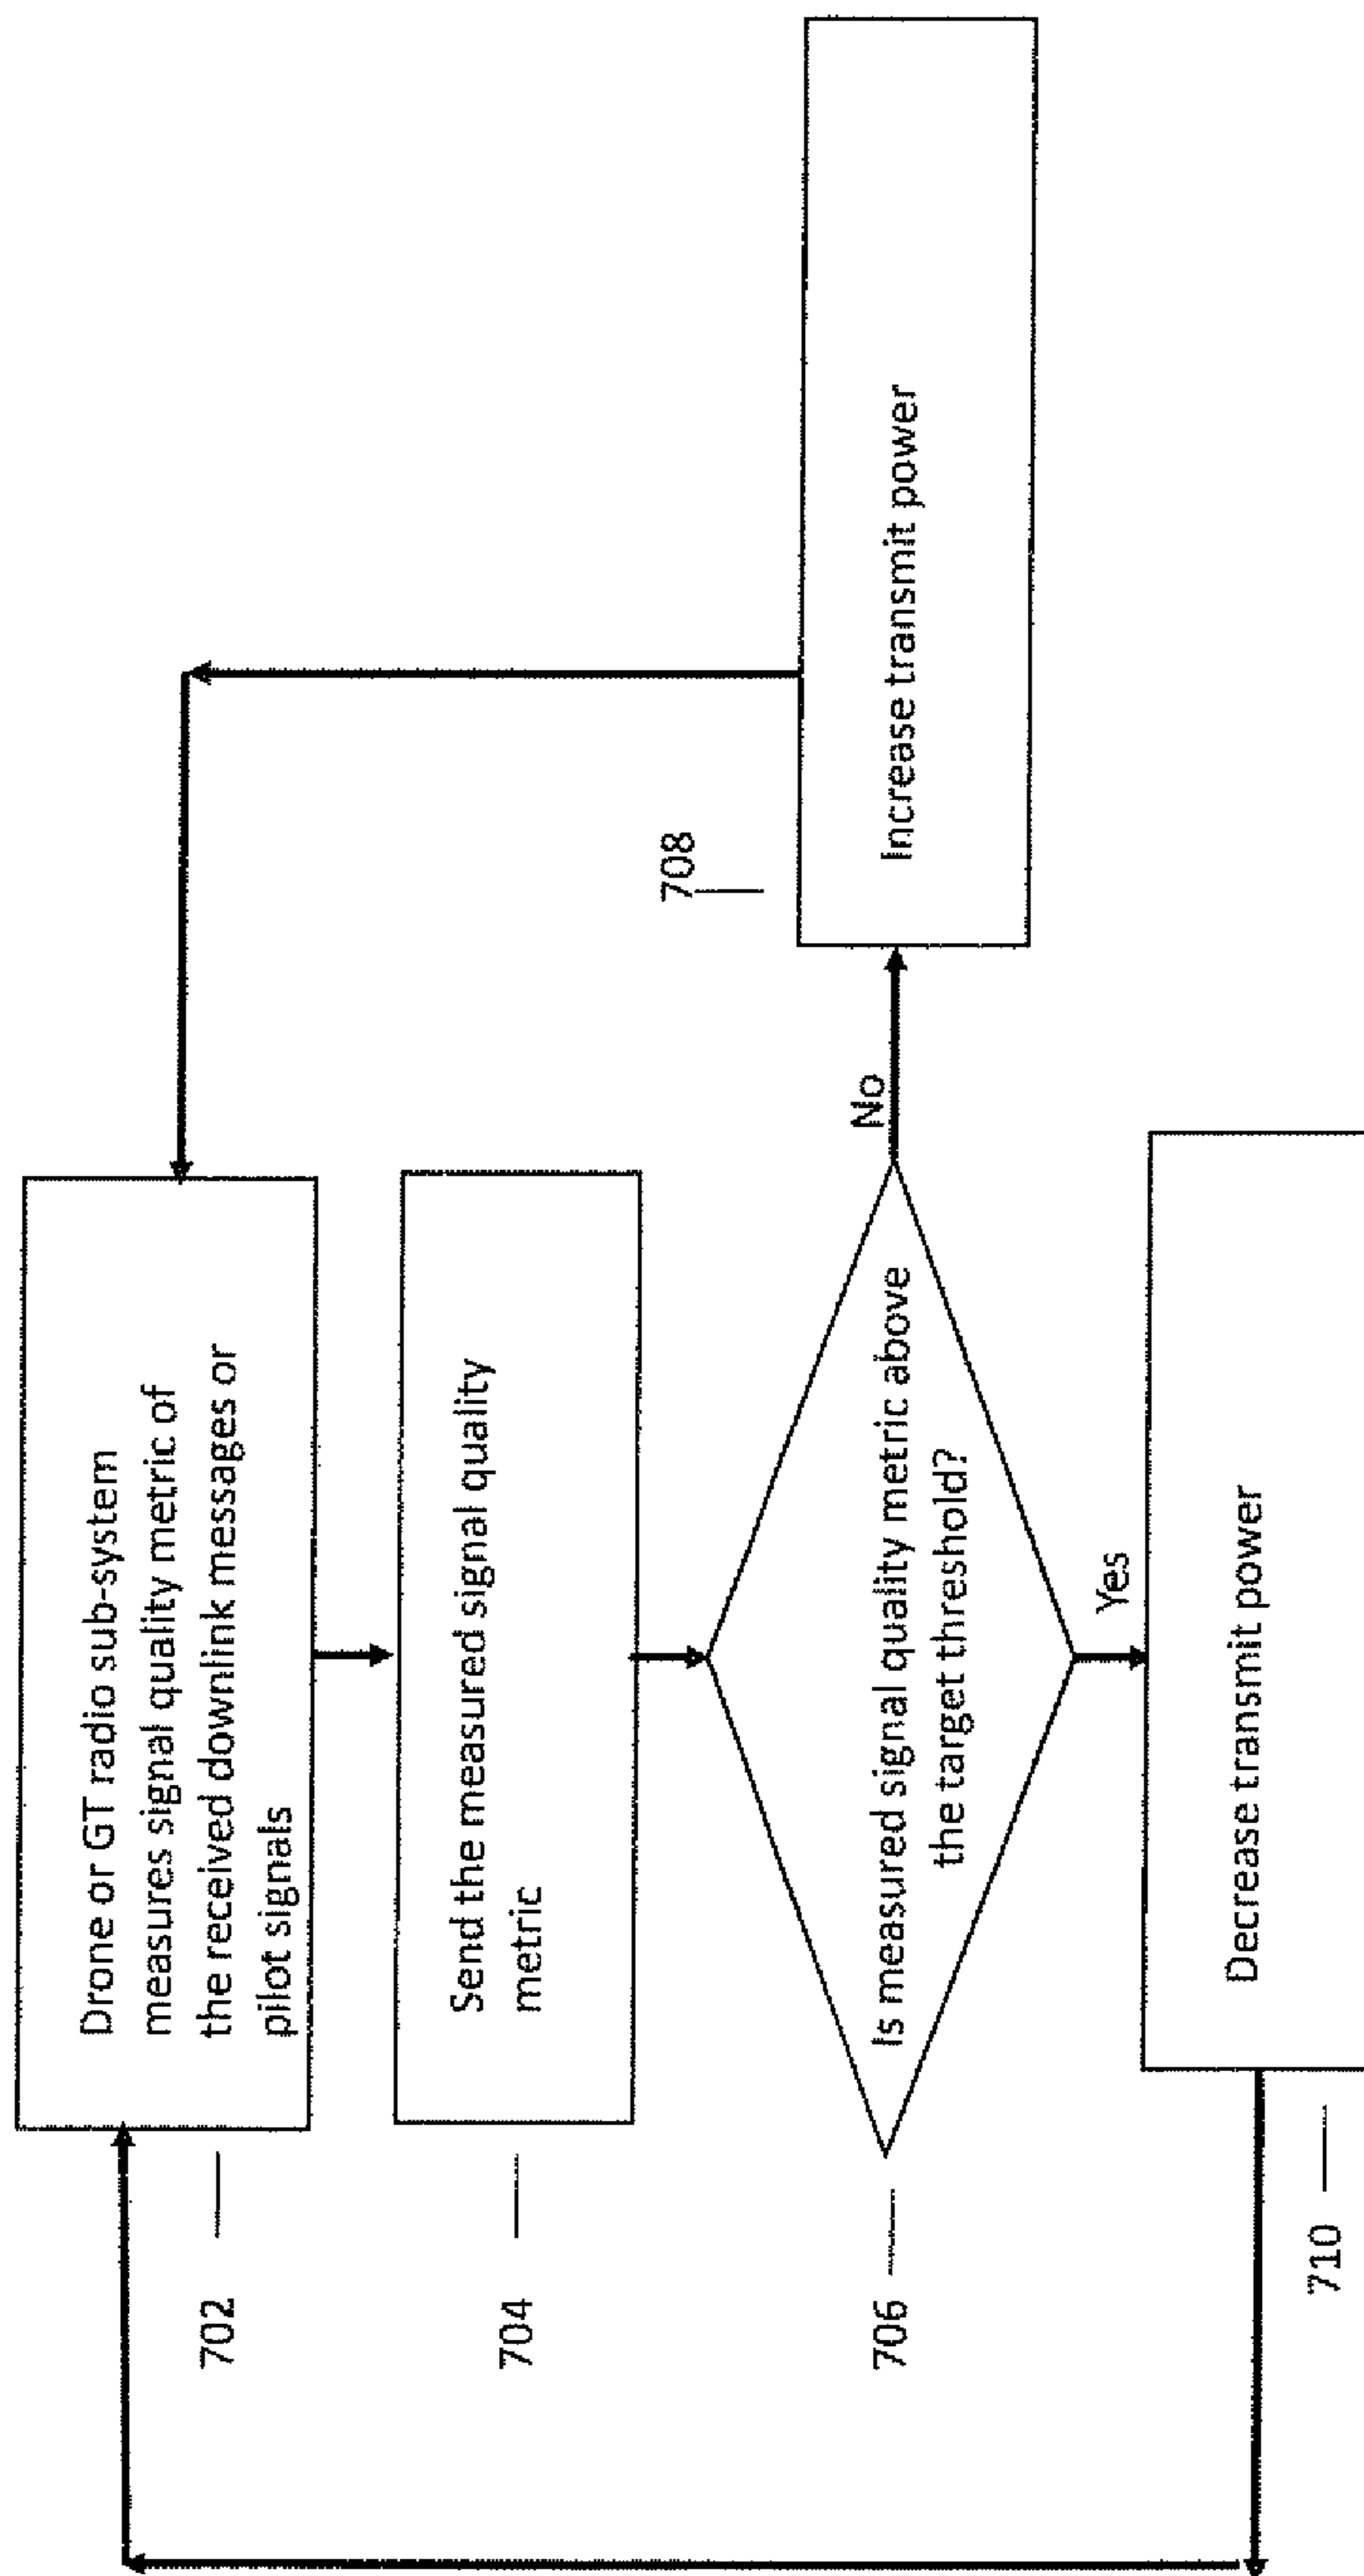 Drone or GT radio sub-system
measures signal quality metric of
the received downlink messages or
pilot signals
702
Send the measured signal quality
metric
704
Is measured signal quality metric above
the target threshold?
706
No
708
Increase transmit power
Yes
Decrease transmit power
710